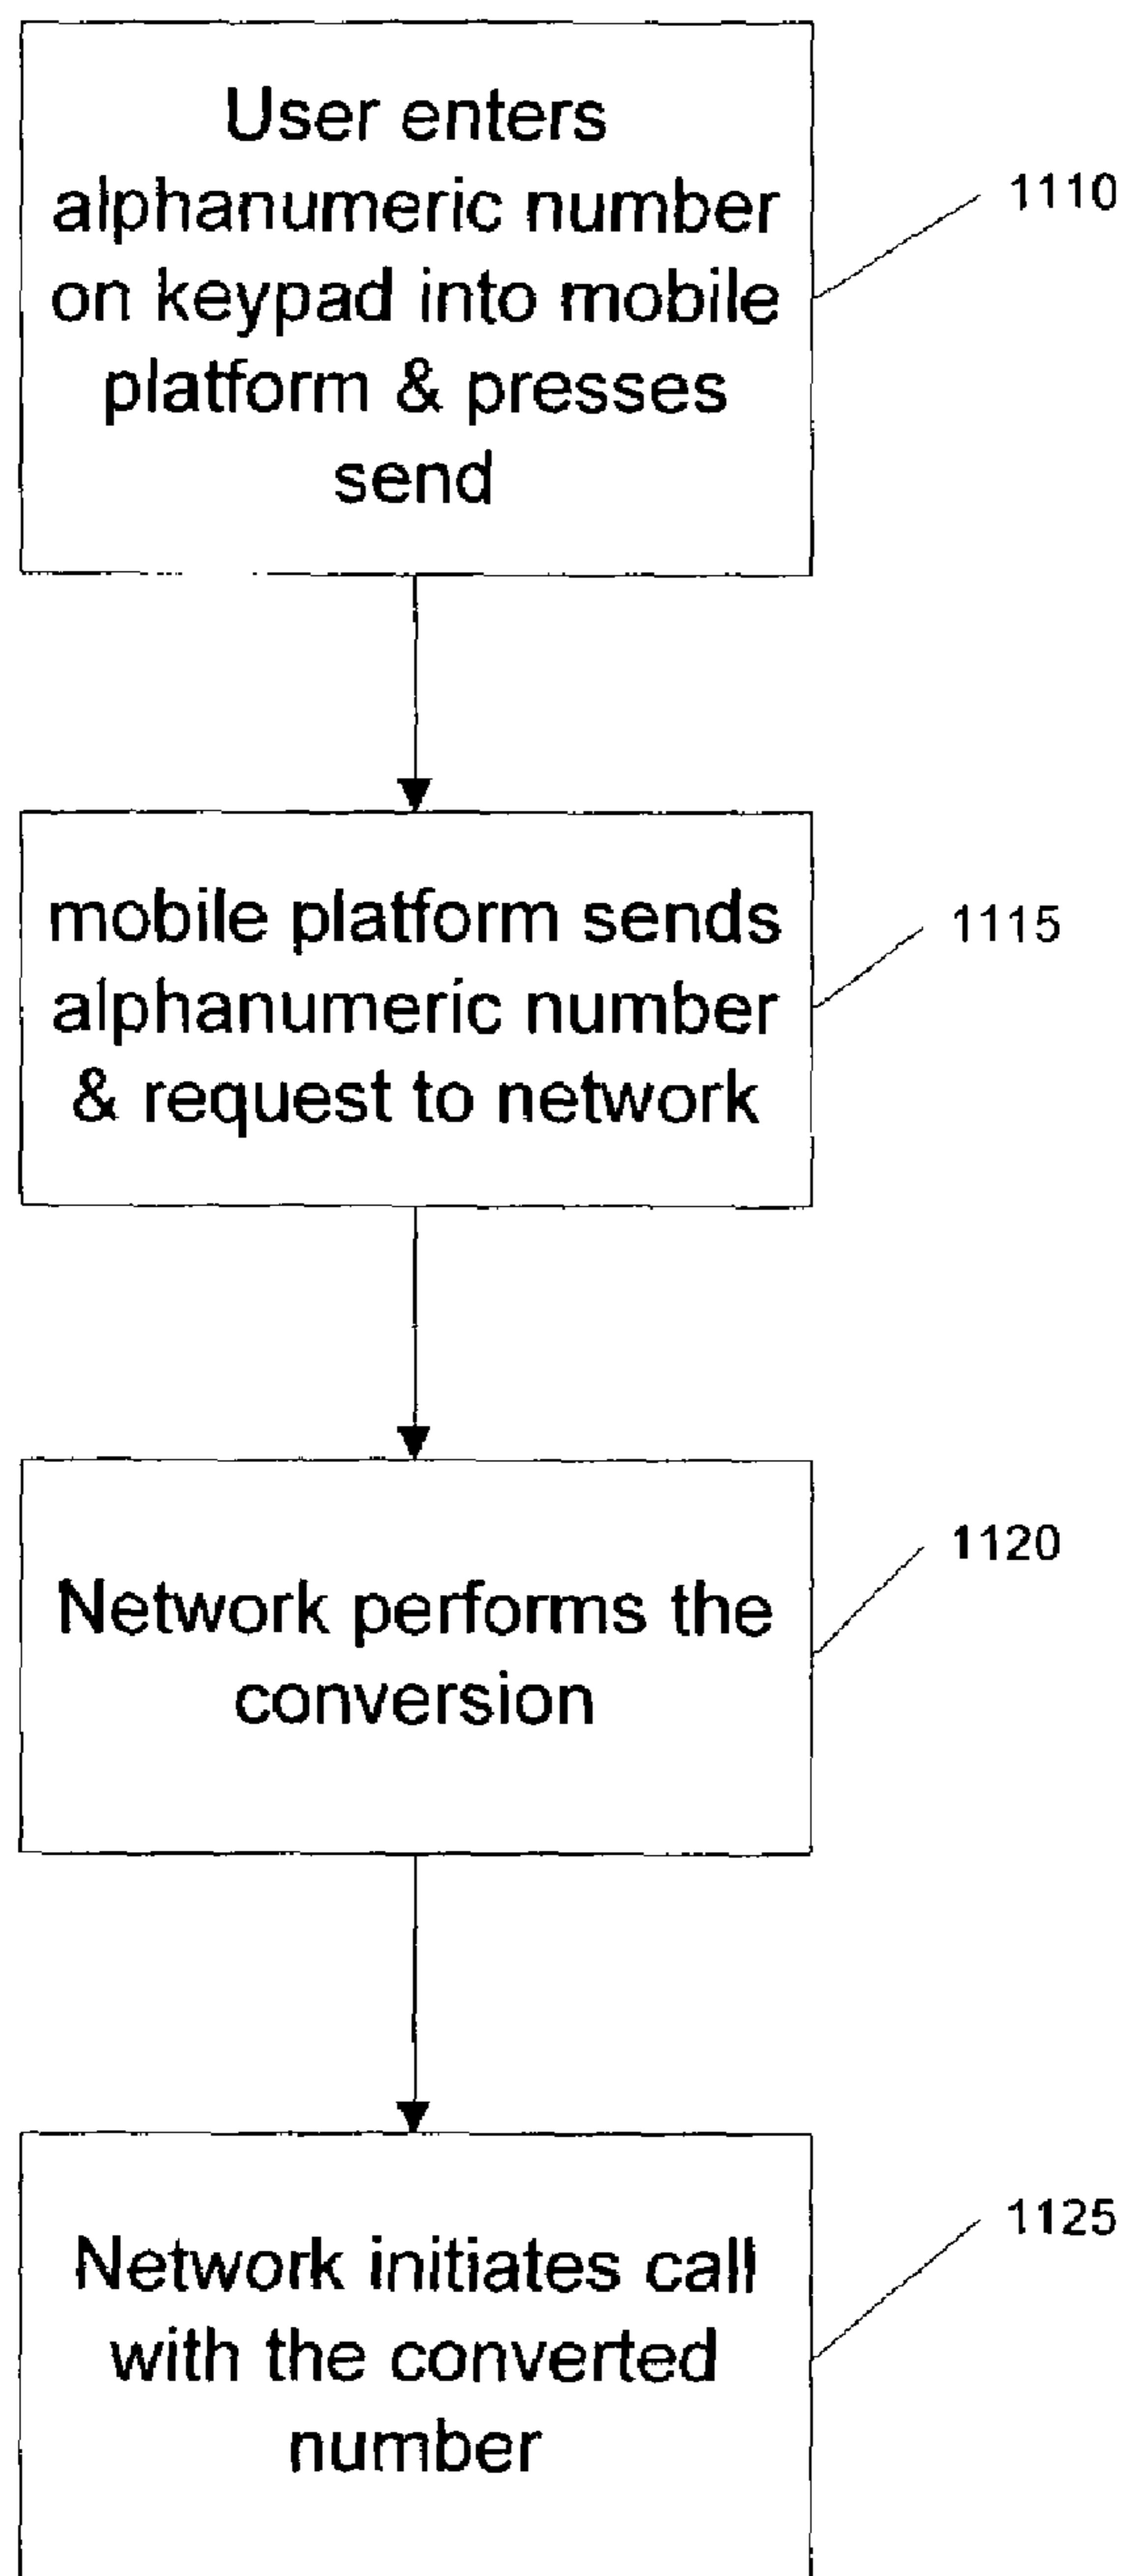 User enters
alphanumeric number
on keypad into mobile
platform & presses
send
1110
mobile platform sends
alphanumeric number
& request to network
1115
Network performs the
conversion
1120
Network initiates call
with the converted
number
1125